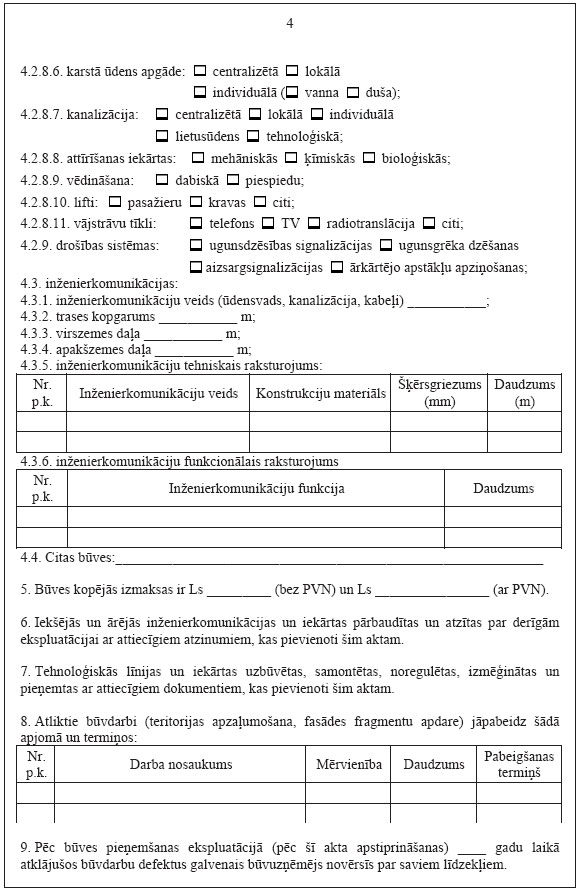 4
4.2.8.6. karstā ūdens apgāde: ☐ centralizētā ☐ lokālā
☐ individuālā (☐ vanna ☐ duša);
4.2.8.7. kanalizācija: ☐ centralizētā ☐ lokālā ☐ individuālā
☐ lietusūdens ☐ tehnoloģiskā;
4.2.8.8. attīrīšanas iekārtas: ☐ mehāniskās ☐ ķīmiskās ☐ bioloģiskās;
4.2.8.9. vēdināšana: ☐ dabiskā ☐ piespiedu;
4.2.8.10. lifti: ☐ pasažieru ☐ kravas ☐ citi;
4.2.8.11. vājstrāvu tīkli: ☐ telefons ☐ TV ☐ radiotranslācija ☐ citi;
4.2.9. drošības sistēmas: ☐ ugunsdzēsības signalizācijas ☐ ugunsgrēka dzēšanas
☐ aizsargsignalizācijas ☐ ārkārtējo apstākļu apziņošanas;
4.3. inženierkomunikācijas:
4.3.1. inženierkomunikāciju veids (ūdensvads, kanalizācija, kabeļi) ___________;
4.3.2. trases kopgarums ___________ m;
4.3.3. virszemes daļa ___________ m;
4.3.4. apakšzemes daļa ___________ m;
4.3.5. inženierkomunikāciju tehniskais raksturojums:
Nr. p.k. Inženierkomunikāciju veids Konstrukciju materiāls Šķērsgriezums (mm) Daudzums (m)
4.3.6. inženierkomunikāciju funkcionālais raksturojums
Nr. p.k. Inženierkomunikāciju funkcija Daudzums
4.4. Citas būves:_____________________________________________________________
5. Būves kopējās izmaksas ir Ls _________ (bez PVN) un Ls ________________ (ar PVN).
6. Iekšējās un ārējās inženierkomunikācijas un iekārtas pārbaudītas un atzītas par derīgām
ekspluatācijai ar attiecīgiem atzinumiem, kas pievienoti šim aktam.
7. Tehnoloģiskās līnijas un iekārtas uzbūvētas, samontētas, noregulētas, izmēģinātas un
pieņemtas ar attiecīgiem dokumentiem, kas pievienoti šim aktam.
8. Atliktie būvdarbi (teritorijas apzaļumošana, fasādes fragmentu apdare) jāpabeidz šādā
apjomā un termiņos:
Nr. p.k. Darba nosaukums Mērvienība Daudzums Pabeigšanas termiņš
9. Pēc būves pieņemšanas ekspluatācijā (pēc šī akta apstiprināšanas) ____ gadu laikā
atklājušos būvdarbu defektus galvenais būvuzņēmējs novērsīs par saviem līdzekļiem.